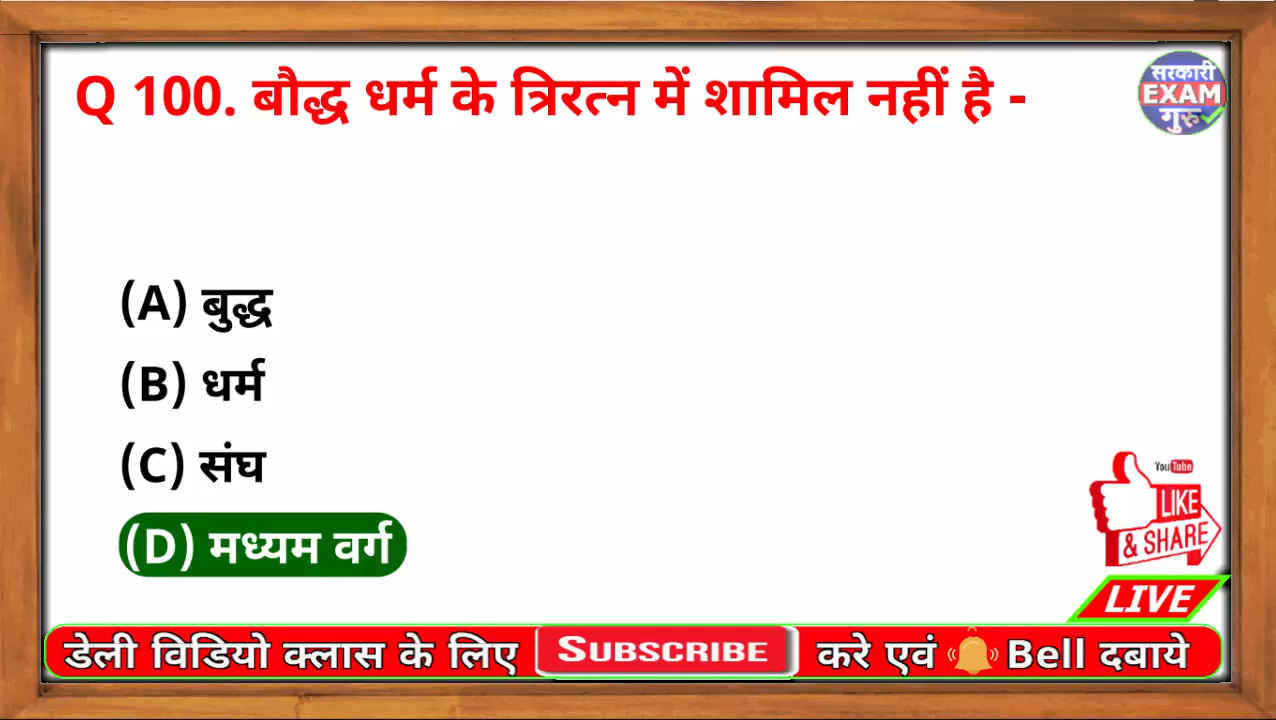 Q 100. बौद्ध धर्म के त्रिरत्न में शामिल नहीं है -
सरकारी
EXAM
गुरु
(A) बुद्ध
(B) धर्म
(C) संघ
(D) मध्यम वर्ग
YouTube
LIKE
& SHARE
LIVE
डेली विडियो क्लास के लिए SUBSCRIBE करे एवं Bell दबाये